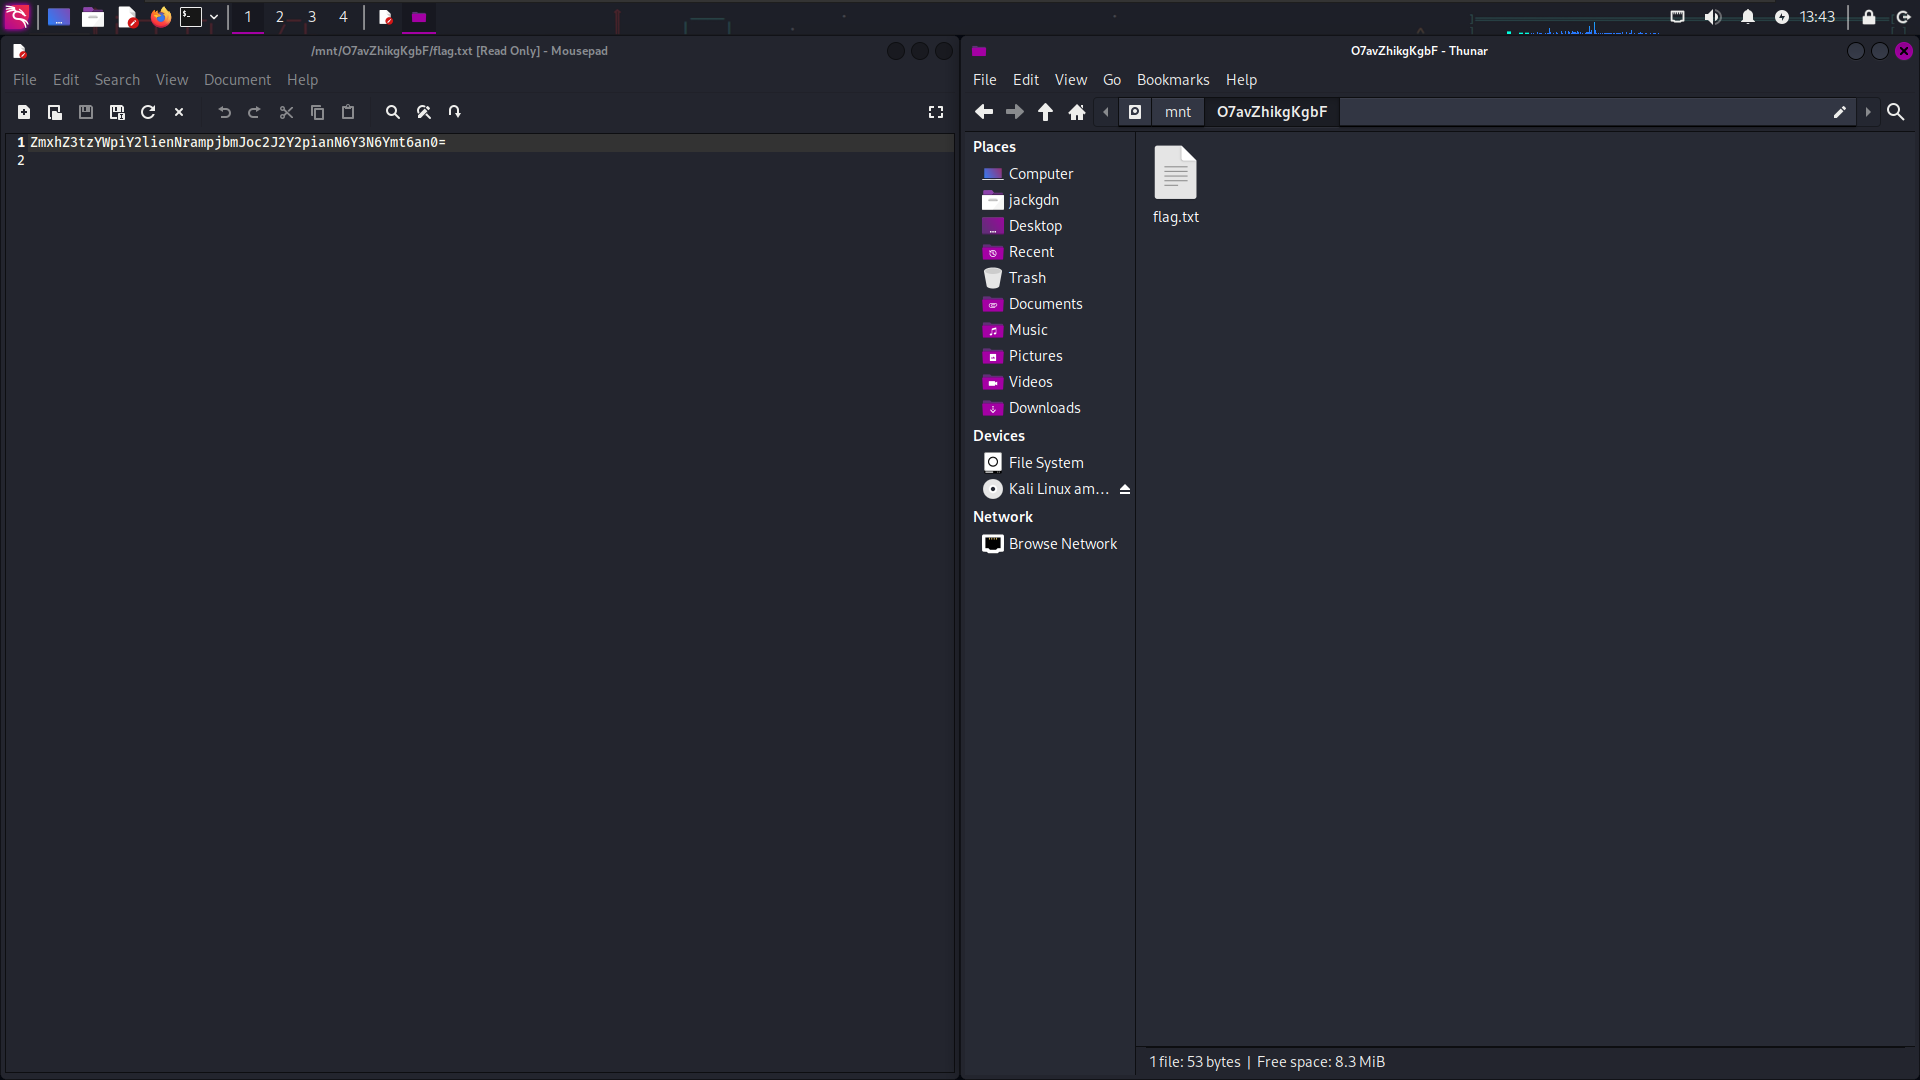 1 2 3 4
13:43
/mnt/O7avZhikgKgbF/flag.txt [Read Only] - Mousepad
File Edit Search View Document Help
1 ZmxhZ3tzYWpiY2lienNrampjbmJoc2J2Y2pianN6Y3N6Ymt6an0=
2
O7avZhikgKgbF - Thunar
File Edit View Go Bookmarks Help
mnt O7avZhikgKgbF
Places
Computer
jackgdn
Desktop
Recent
Trash
Documents
Music
Pictures
Videos
Downloads
Devices
File System
Kali Linux am...
Network
Browse Network
flag.txt
1 file: 53 bytes | Free space: 8.3 MiB